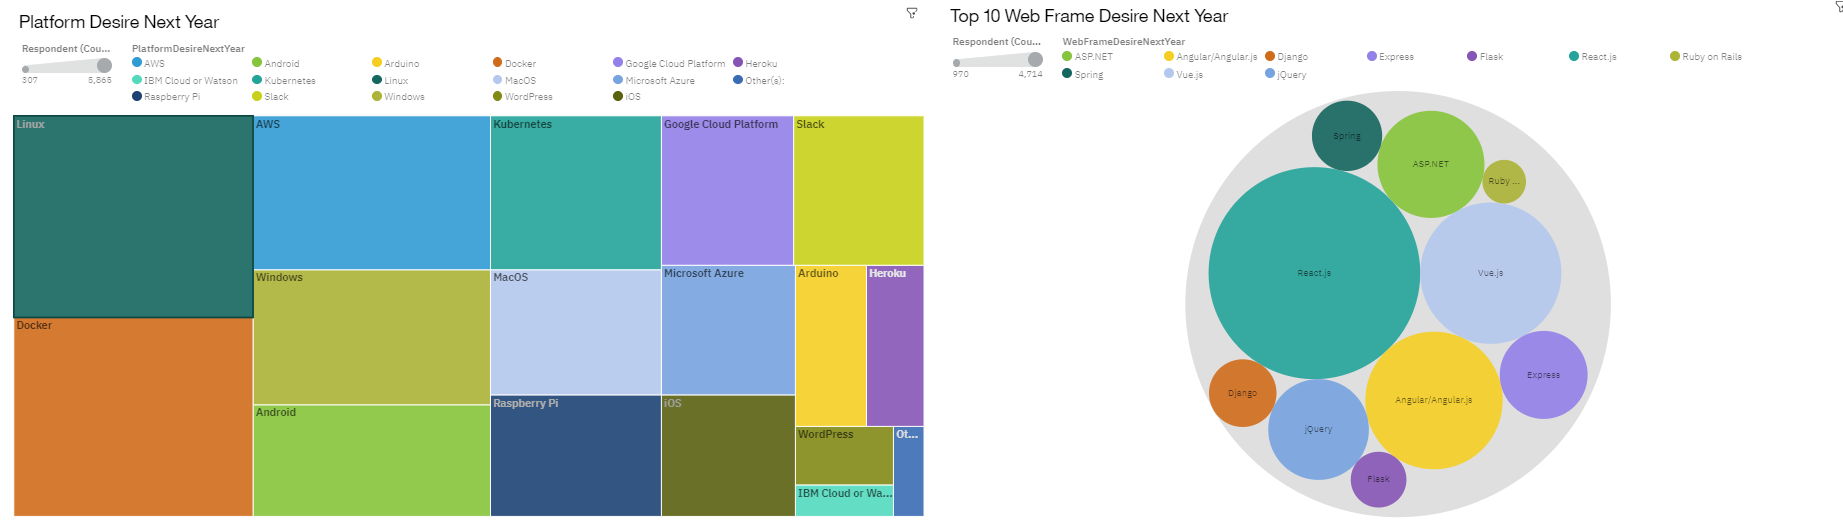 Platform Desire Next Year
Respondent (Cou...
307
5,565
PlatformDesireNextYear
AWS
Android
Arduino
Docker
Google Cloud Platform
Heroku
IBM Cloud or Watson
Kubernetes
Linux
MacOS
Microsoft Azure
Other(s):
Raspberry Pi
Slack
Windows
WordPress
iOS
Linux
AWS
Kubernetes
Google Cloud Platform
Slack
Windows
MacOS
Microsoft Azure
Arduino
Heroku
Docker
Android
Raspberry Pi
iOS
WordPress
Ot...
IBM Cloud or Wa...
Top 10 Web Frame Desire Next Year
Respondent (Cou...
970
4,714
WebFrameDesireNextYear
ASP.NET
Angular/Angular.js
Django
Express
Flask
React.js
Ruby on Rails
Spring
Vue.js
jQuery
Spring
ASP.NET
Ruby ...
React.js
Vue.js
Express
Django
Angular/Angular.js
jQuery
Flask